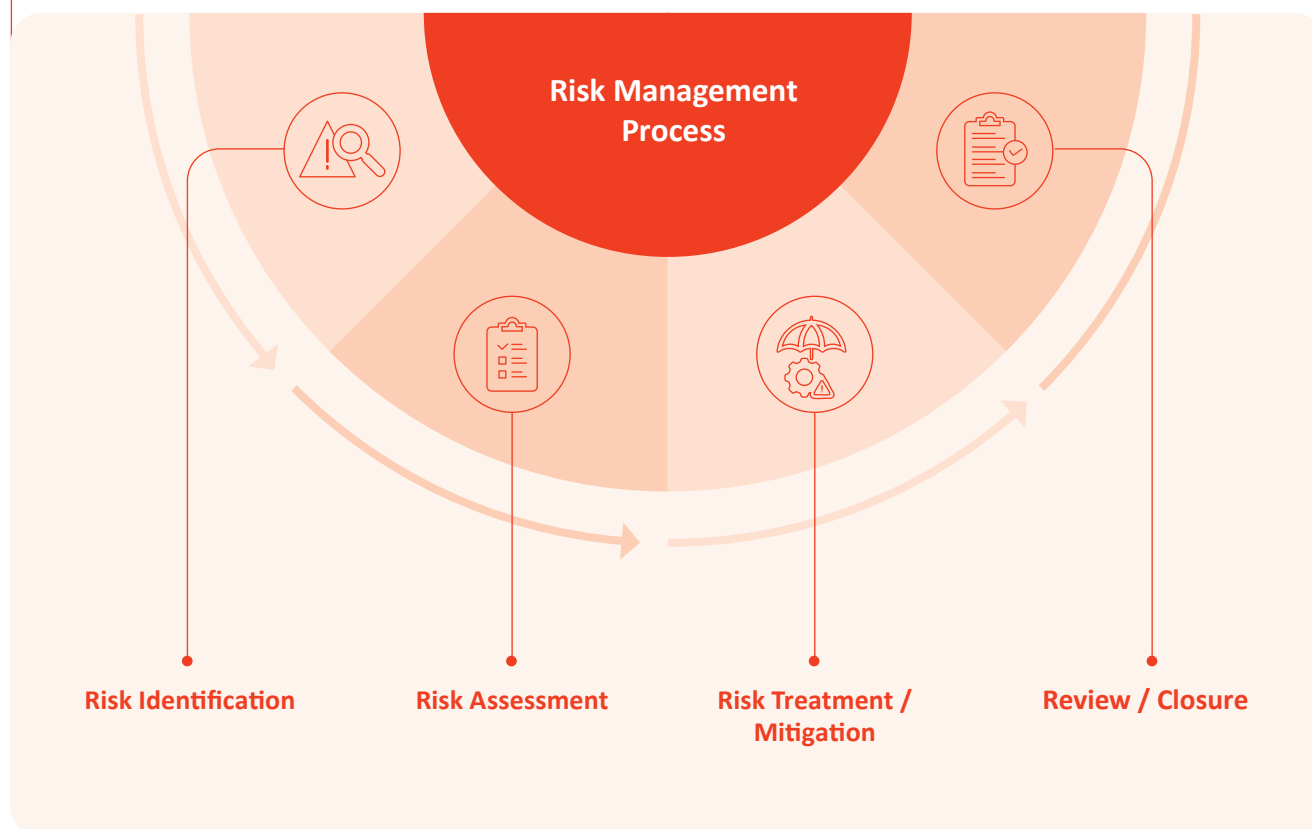 Risk Management
Process
Risk Identification
Risk Assessment
Risk Treatment /
Mitigation
Review / Closure